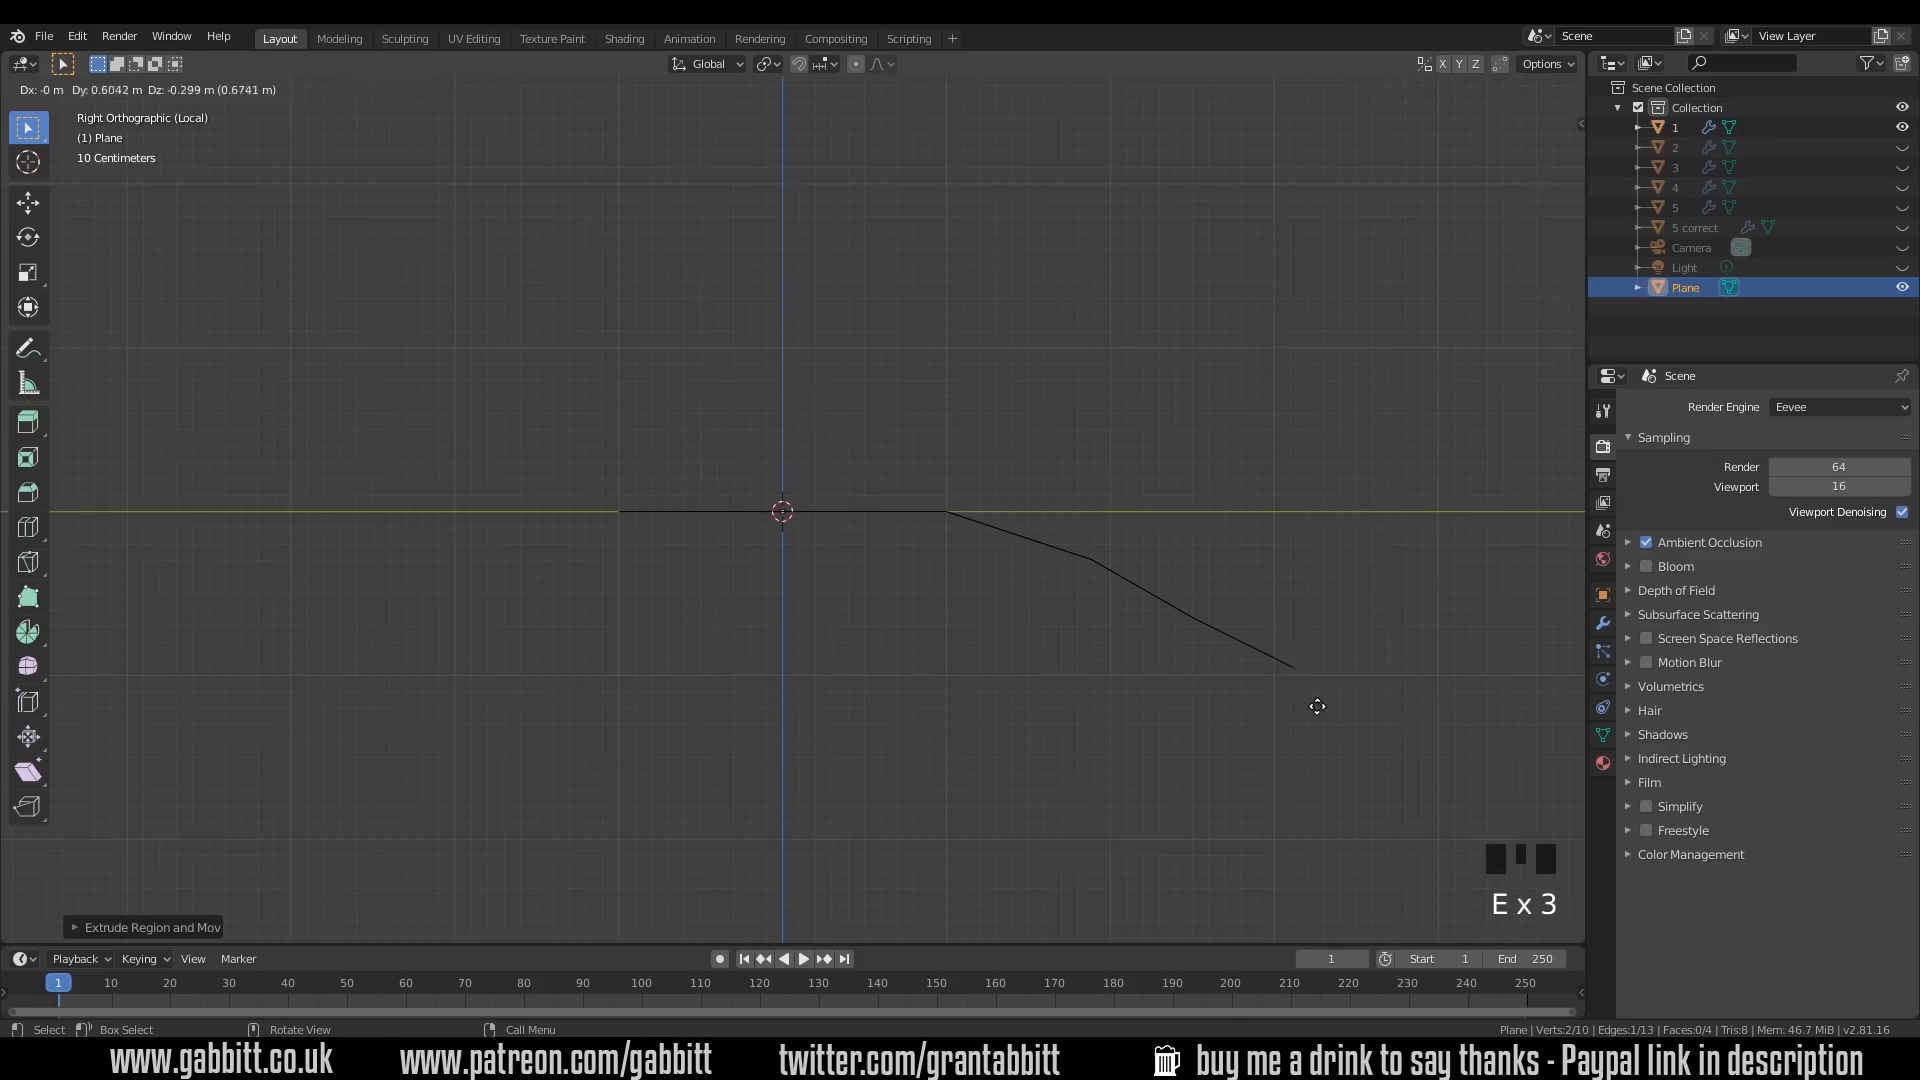 File Edit Render Window Help Layout Modeling Sculpting UV Editing Texture Paint Shading Animation Rendering Compositing Scripting + Scene View Layer
Global X Y Z Options
Dx: -0 m Dy: 0.6042 m Dz: -0.299 m (0.6741 m)
Right Orthographic (Local)
(1) Plane
10 Centimeters
Scene Collection
Collection
1
2
3
4
5
5 correct
Camera
Light
Plane
Scene
Render Engine Eevee
Sampling
Render 64
Viewport 16
Viewport Denoising
Ambient Occlusion
Bloom
Depth of Field
Subsurface Scattering
Screen Space Reflections
Motion Blur
Volumetrics
Hair
Shadows
Indirect Lighting
Film
Simplify
Freestyle
Color Management
E x 3
Extrude Region and Mov
Playback Keying View Marker 1 Start 1 End 250
1 10 20 30 40 50 60 70 80 90 100 110 120 130 140 150 160 170 180 190 200 210 220 230 240 250
Select Box Select Rotate View Call Menu Plane | Verts:2/10 | Edges:1/13 | Faces:0/4 | Tris:8 | Mem: 46.7 MiB | v2.81.16
www.gabbitt.co.uk www.patreon.com/gabbitt twitter.com/grantabbitt buy me a drink to say thanks - Paypal link in description